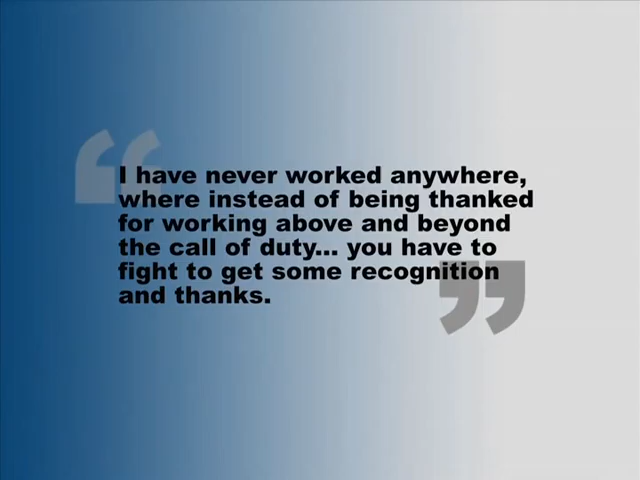 I have never worked anywhere,
where instead of being thanked
for working above and beyond
the call of duty... you have to
fight to get some recognition
and thanks.